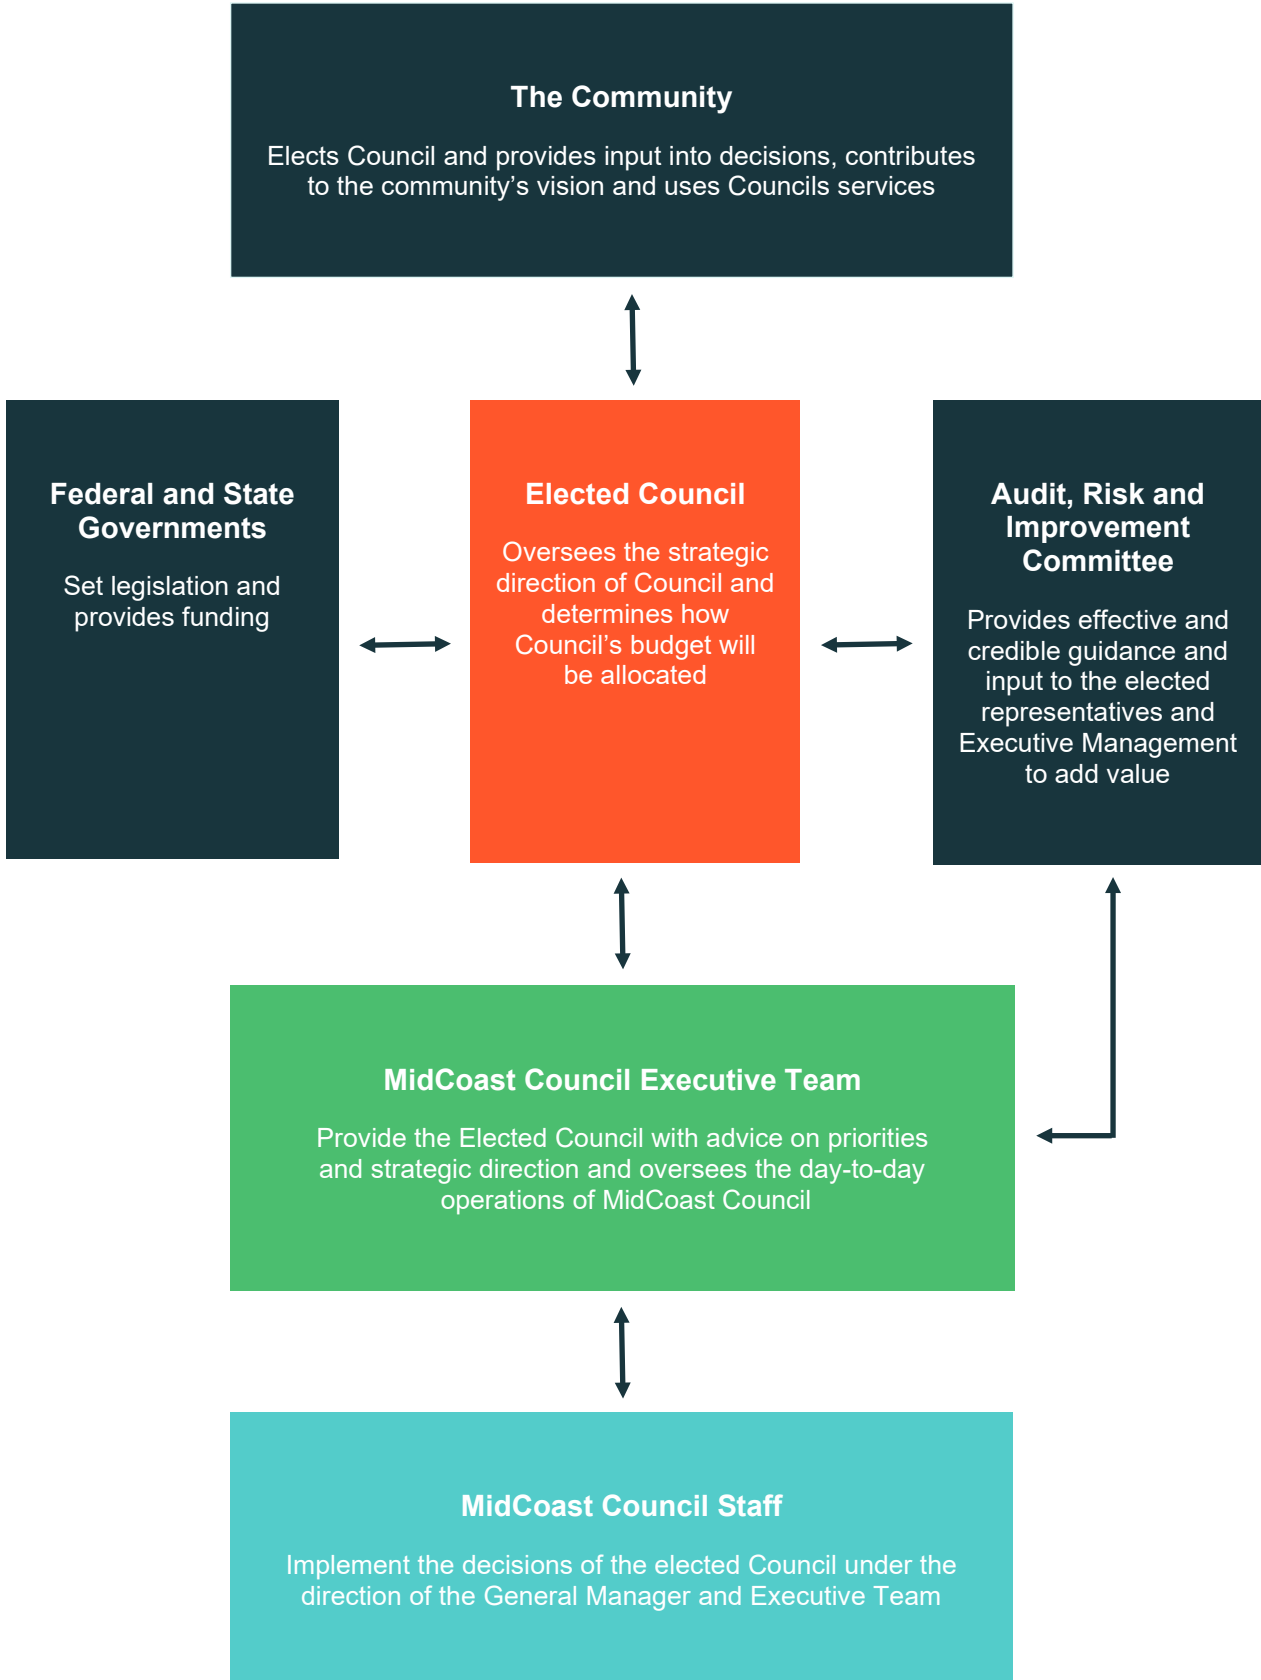 The Community
Elects Council and provides input into decisions, contributes
to the community’s vision and uses Councils services
Federal and State
Governments
Set legislation and
provides funding
Elected Council
Oversees the strategic
direction of Council and
determines how
Council’s budget will
be allocated
Audit, Risk and
Improvement
Committee
Provides effective and
credible guidance and
input to the elected
representatives and
Executive Management
to add value
MidCoast Council Executive Team
Provide the Elected Council with advice on priorities
and strategic direction and oversees the day-to-day
operations of MidCoast Council
MidCoast Council Staff
Implement the decisions of the elected Council under the
direction of the General Manager and Executive Team